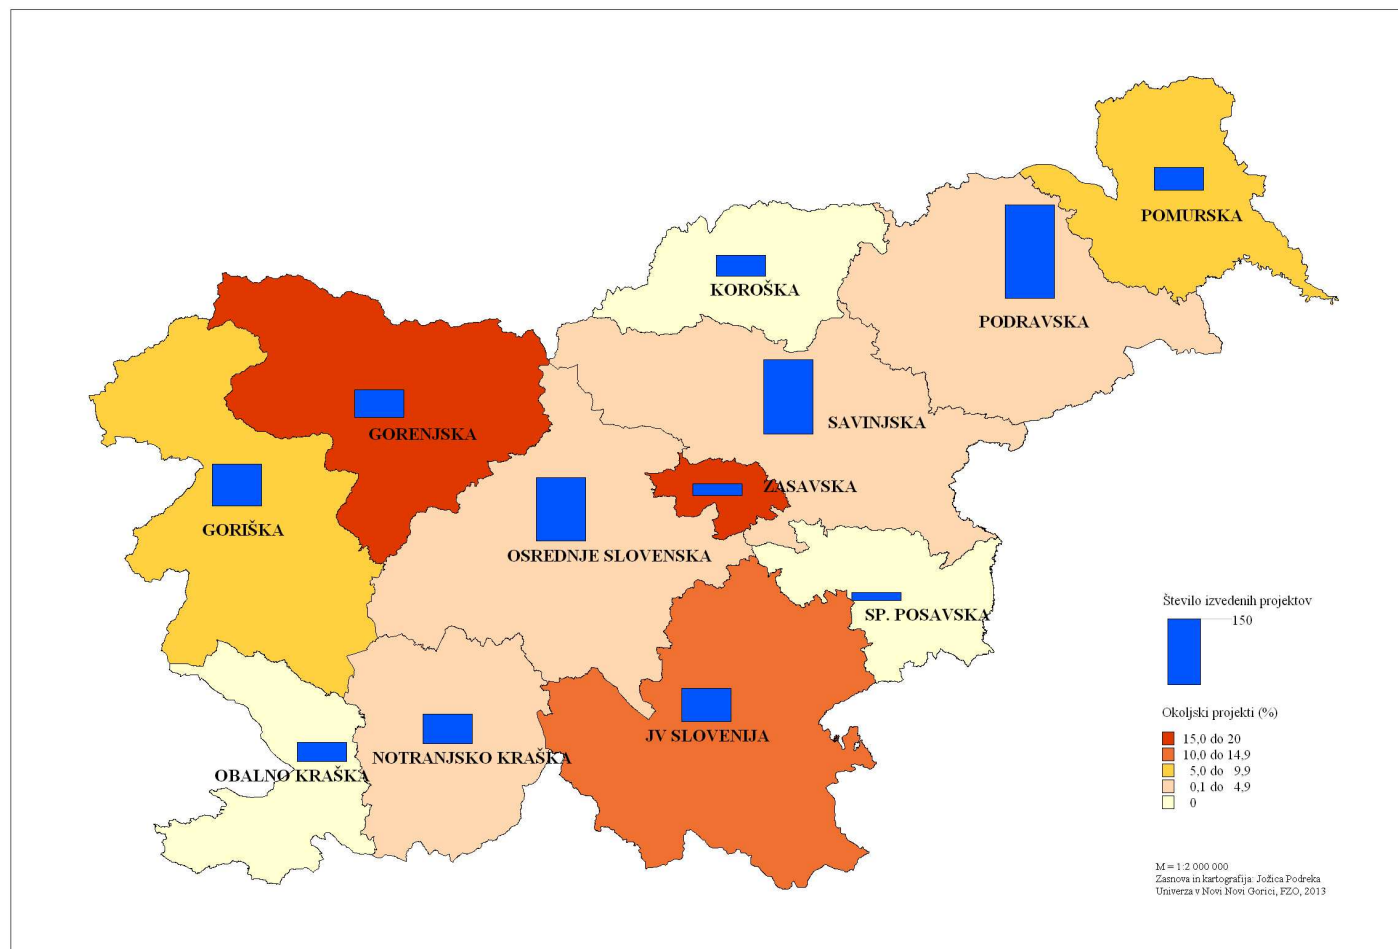 POMURSKA
KOROŠKA
PODRAVSKA
SAVINJSKA
GORENJSKA
ZASAVSKA
GORIŠKA
OSREDNJE SLOVENSKA
SP. POSAVSKA
JV SLOVENIJA
NOTRANJSKO KRAŠKA
OBALNO KRAŠKA
Število izvedenih projektov
150
Okoljski projekti (%)
15,0 do 20
10,0 do 14,9
5,0 do 9,9
0,1 do 4,9
0
M = 1:2 000 000
Zasnova in kartografija: Jožica Podreka
Univerza v Novi Novi Gorici, FZO, 2013